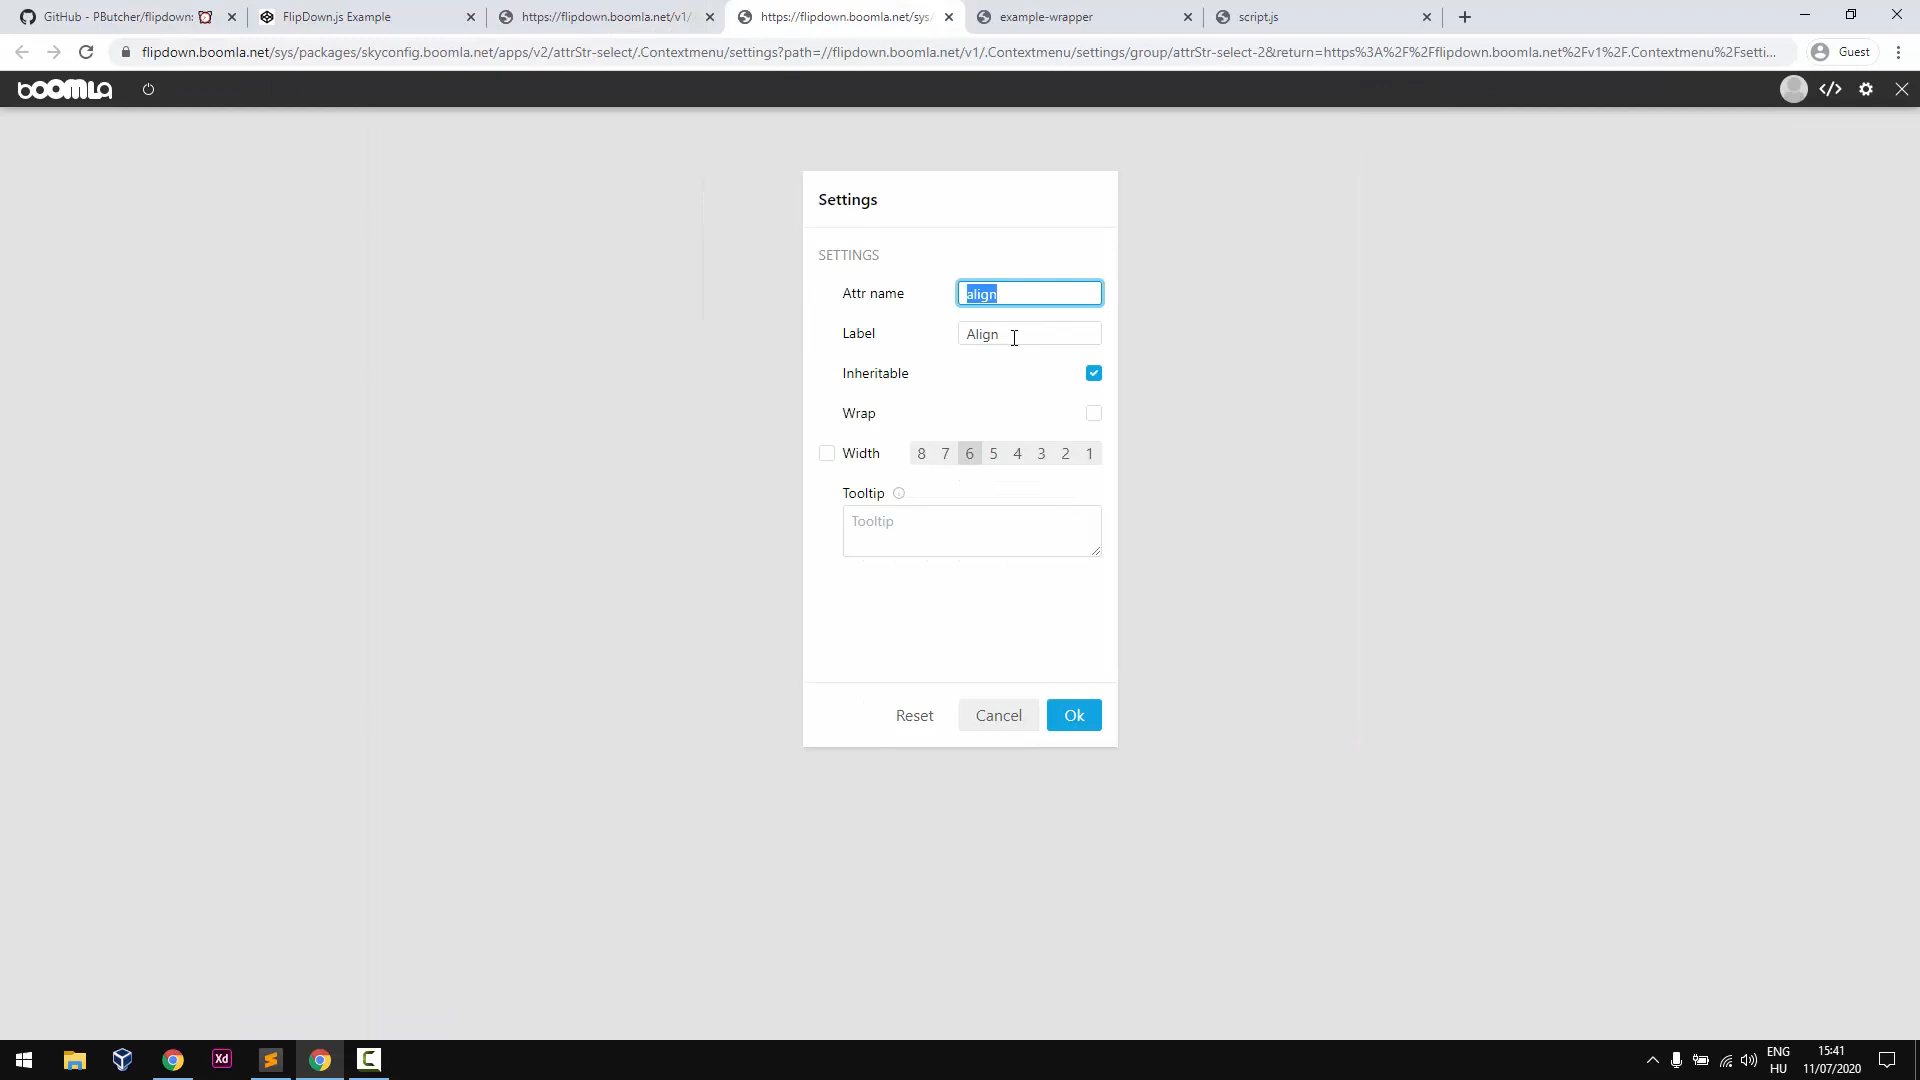 GitHub - PButcher/flipdown:
FlipDown.js Example
https://flipdown.boomla.net/v1/
https://flipdown.boomla.net/sys/
example-wrapper
script.js
flipdown.boomla.net/sys/packages/skyconfig.boomla.net/apps/v2/attrStr-select/.Contextmenu/settings?path=//flipdown.boomla.net/v1/.Contextmenu/settings/group/attrStr-select-2&return=https%3A%2F%2Fflipdown.boomla.net%2Fv1%2F.Contextmenu%2Fsetti...
Guest
boomla
Settings
SETTINGS
Attr name
align
Label
Align
Inheritable
Wrap
Width 8 7 6 5 4 3 2 1
Tooltip
Tooltip
Reset
Cancel
Ok
Xd
ENG
HU
15:41
11/07/2020